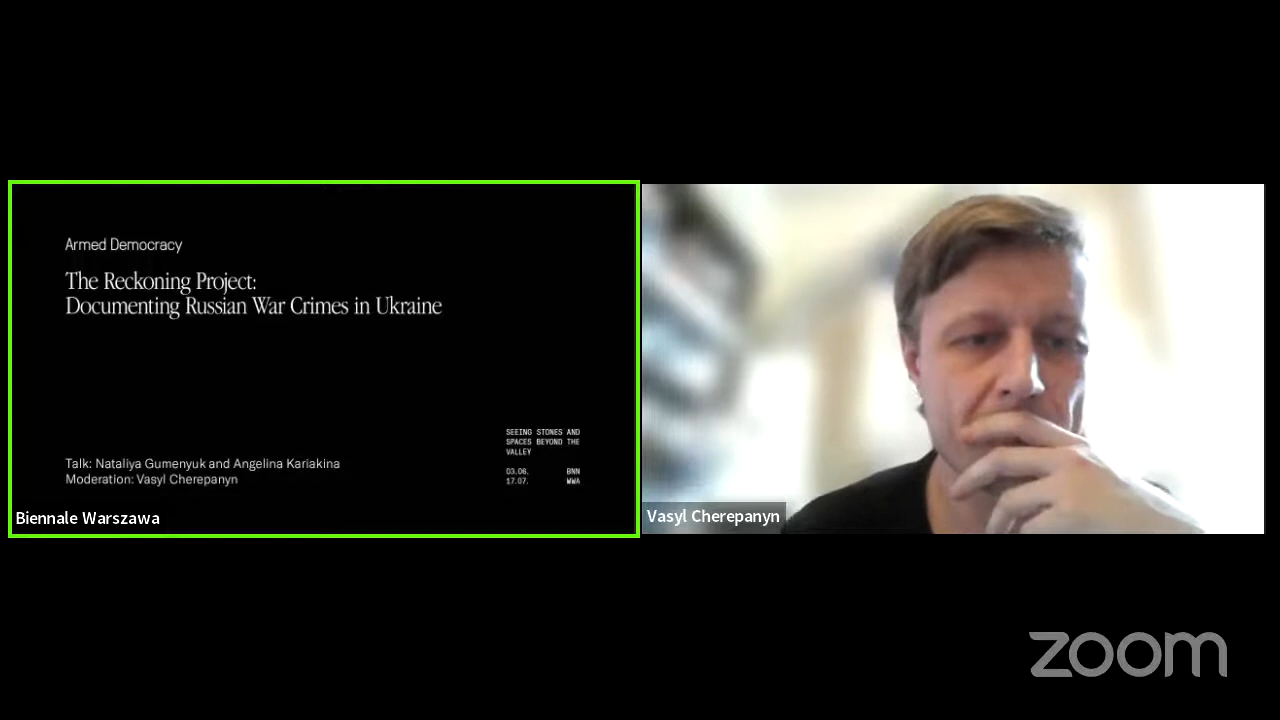 Armed Democracy
The Reckoning Project:
Documenting Russian War Crimes in Ukraine
Talk: Nataliya Gumenyuk and Angelina Kariakina
Moderation: Vasyl Cherepanyn
SEEING STONES AND
SPACES BEYOND THE
VALLEY
03.06. BNN
17.07. WWA
Biennale Warszawa
Vasyl Cherepanyn
zoom